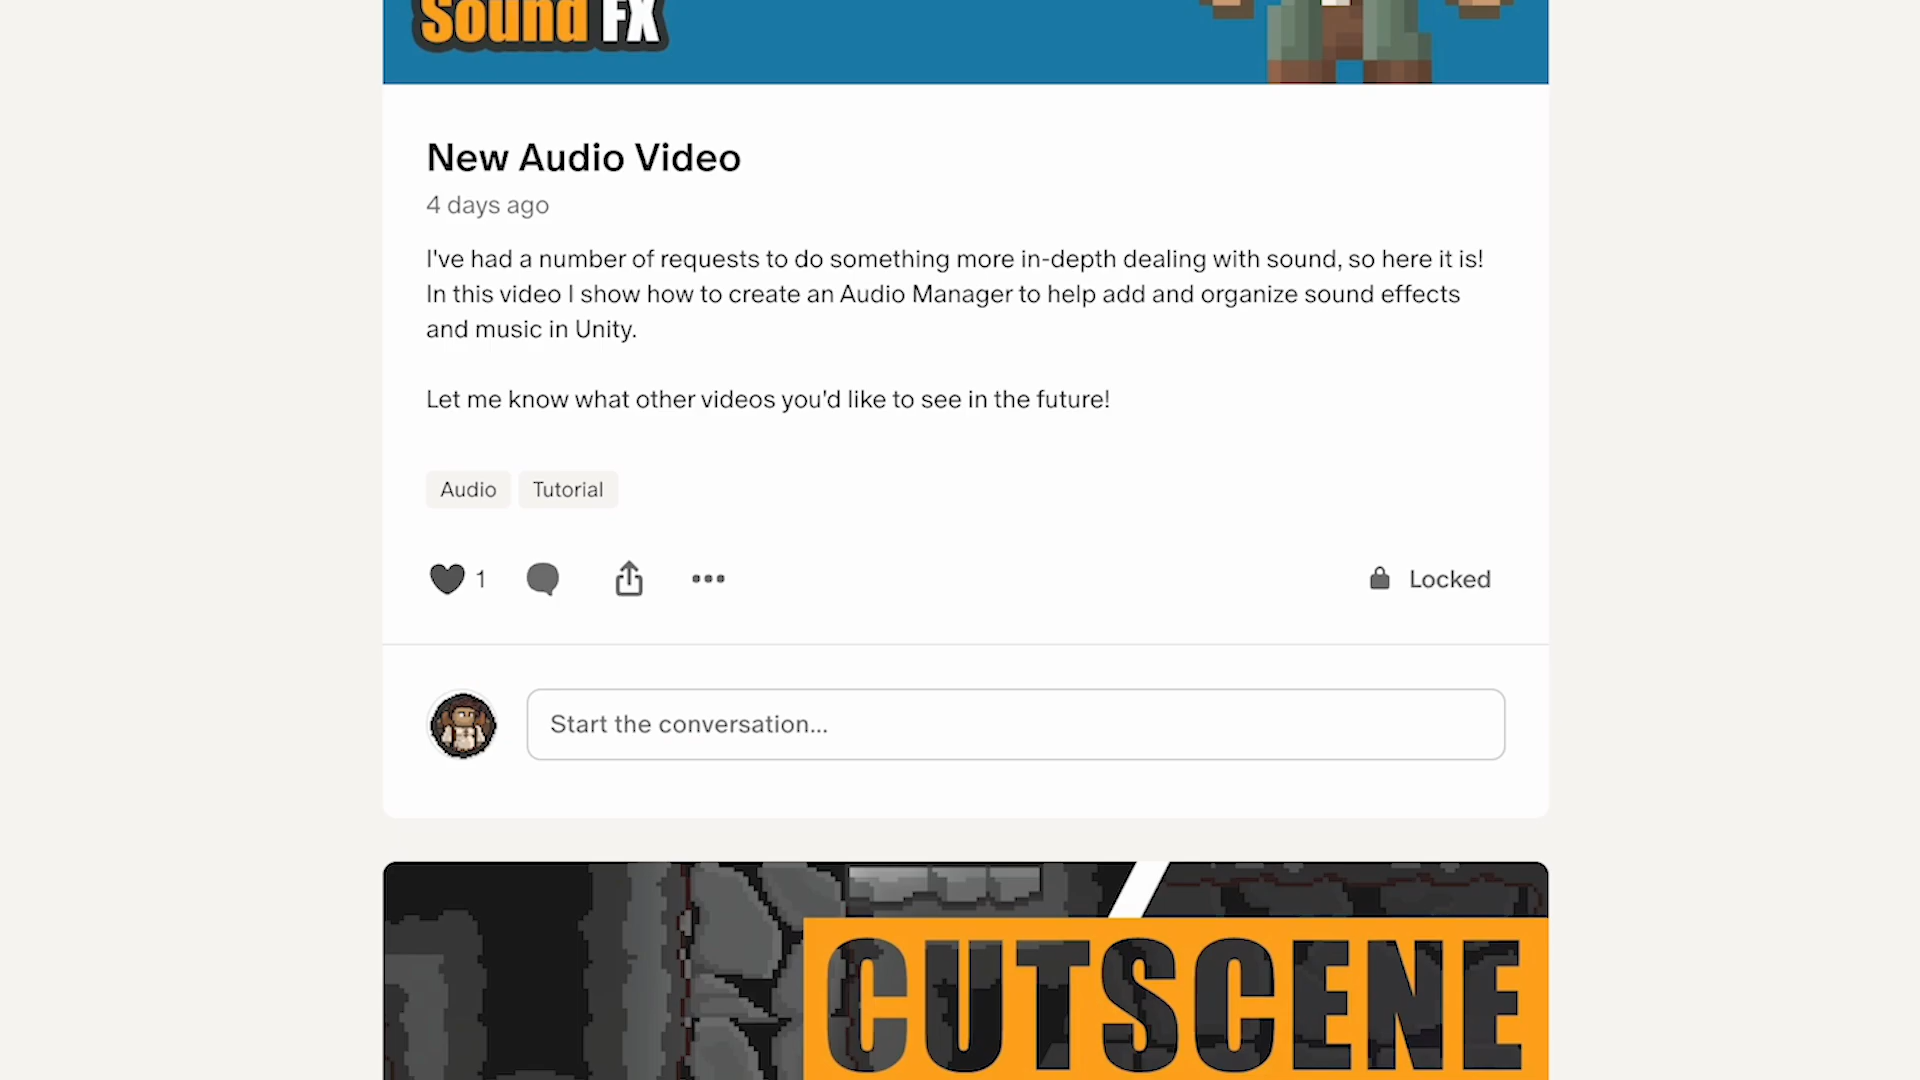 Sound FX
New Audio Video
4 days ago
I've had a number of requests to do something more in-depth dealing with sound, so here it is!
In this video I show how to create an Audio Manager to help add and organize sound effects
and music in Unity.
Let me know what other videos you'd like to see in the future!
Audio Tutorial
1 Locked
Start the conversation...
CUTSCENE